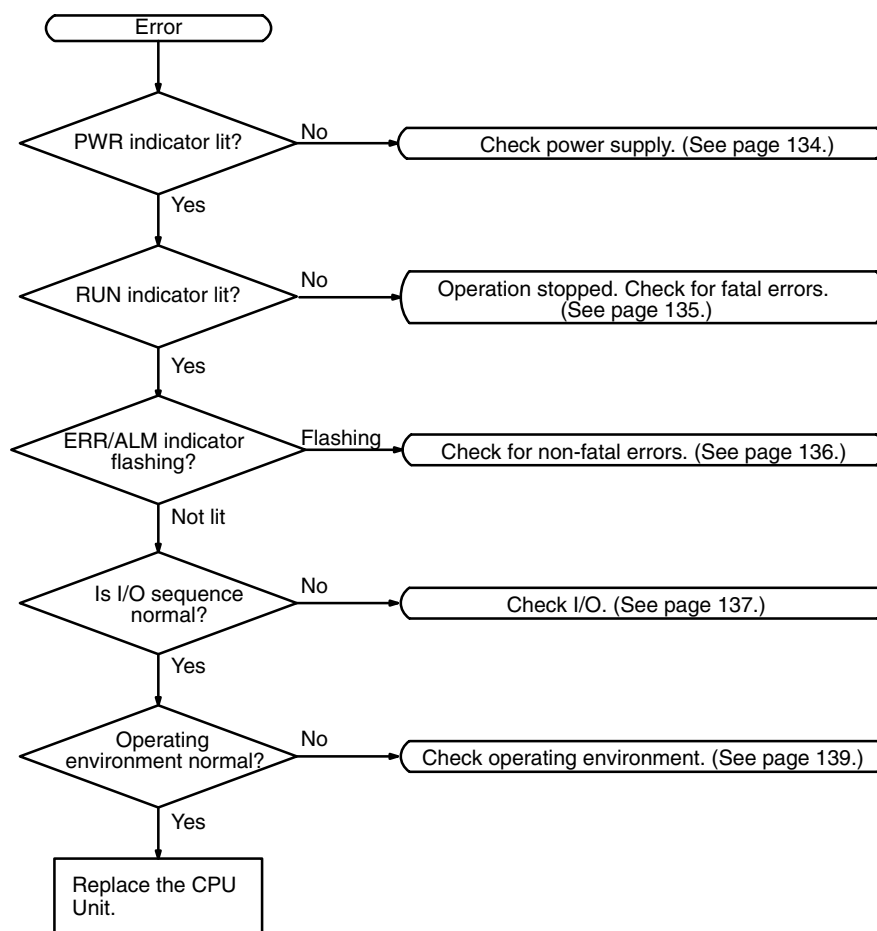 Error
PWR indicator lit?
No
Check power supply. (See page 134.)
Yes
RUN indicator lit?
No
Operation stopped. Check for fatal errors.
(See page 135.)
Yes
ERR/ALM indicator
flashing?
Flashing
Check for non-fatal errors. (See page 136.)
Not lit
Is I/O sequence
normal?
No
Check I/O. (See page 137.)
Yes
Operating
environment normal?
No
Check operating environment. (See page 139.)
Yes
Replace the CPU
Unit.